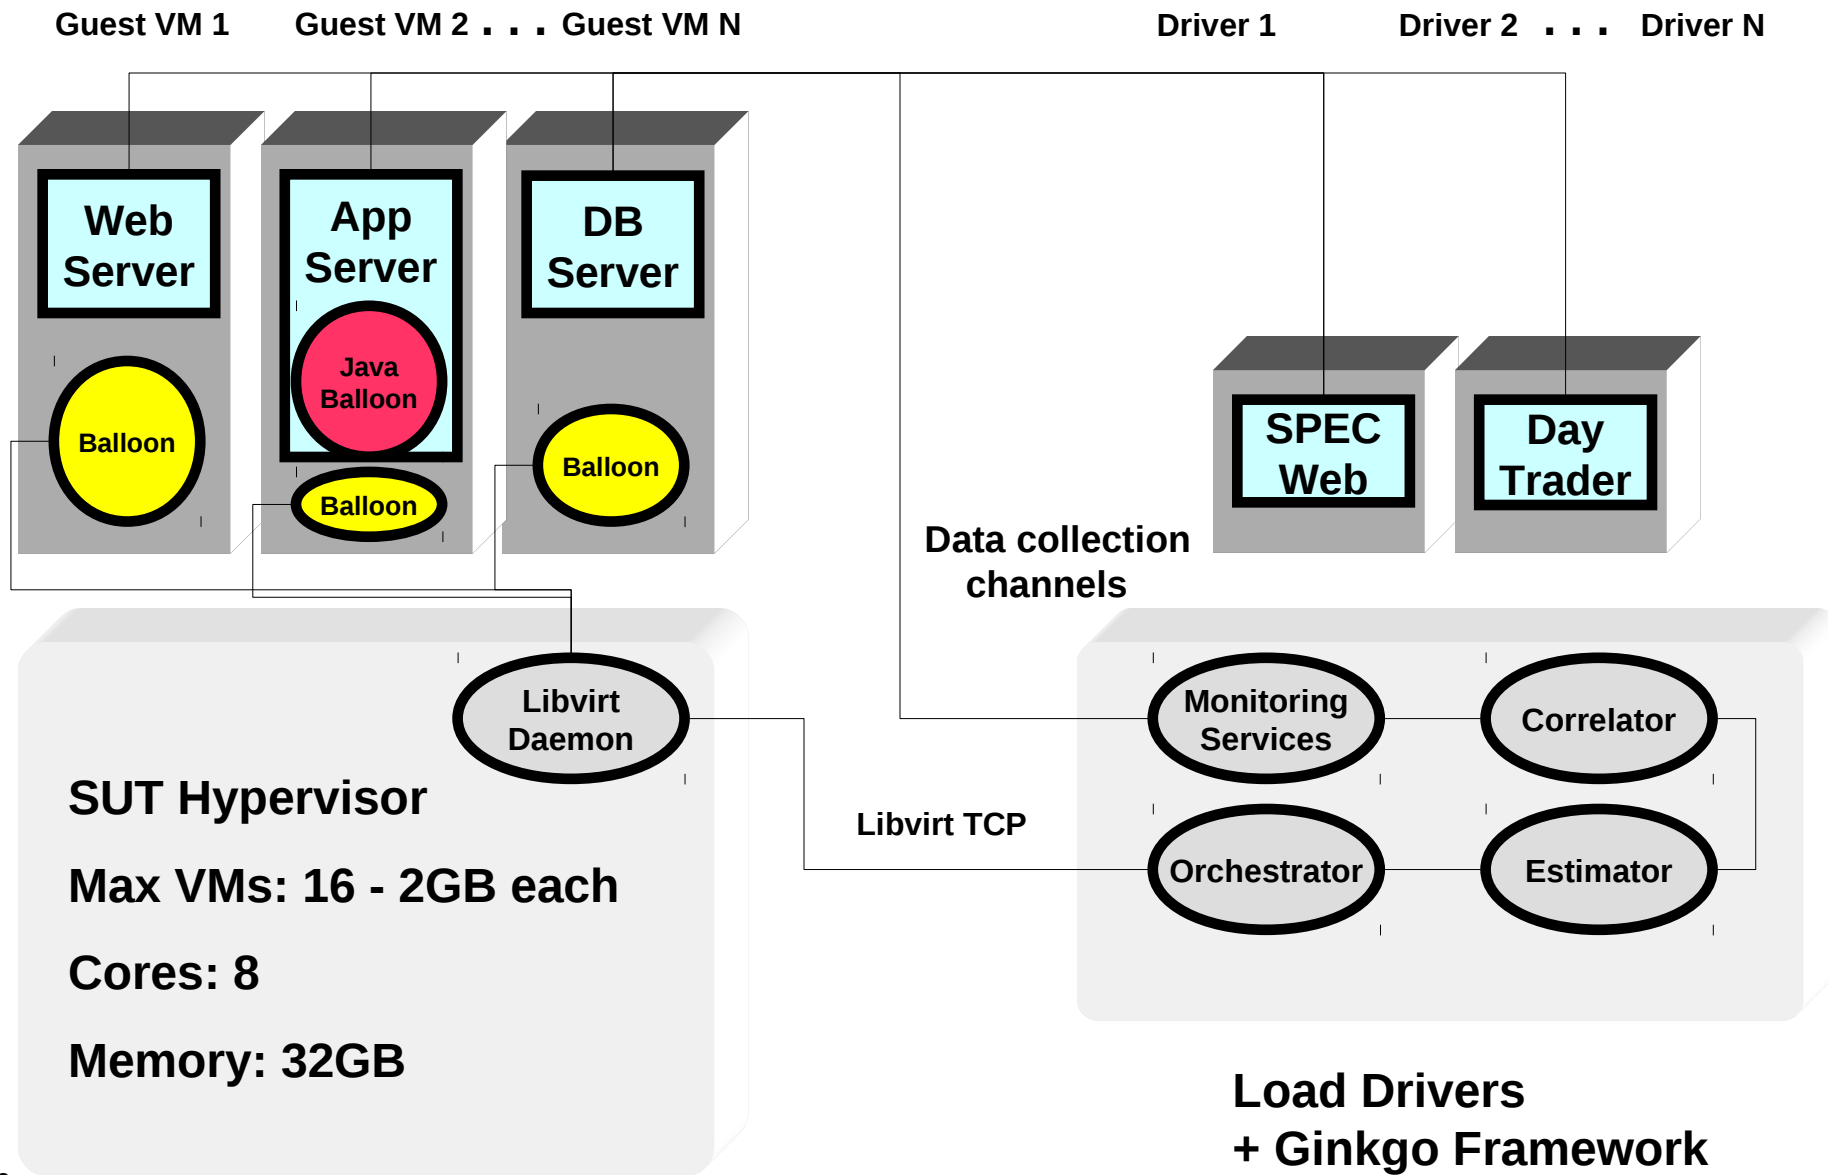 Guest VM 1
Guest VM 2 . . . Guest VM N
Driver 1
Driver 2 . . . Driver N
Web
Server
App
Server
DB
Server
Java
Balloon
Balloon
Balloon
Balloon
SPEC
Web
Day
Trader
Data collection
channels
Libvirt
Daemon
Monitoring
Services
Correlator
Orchestrator
Estimator
Libvirt TCP
SUT Hypervisor
Max VMs: 16 - 2GB each
Cores: 8
Memory: 32GB
Load Drivers
+ Ginkgo Framework